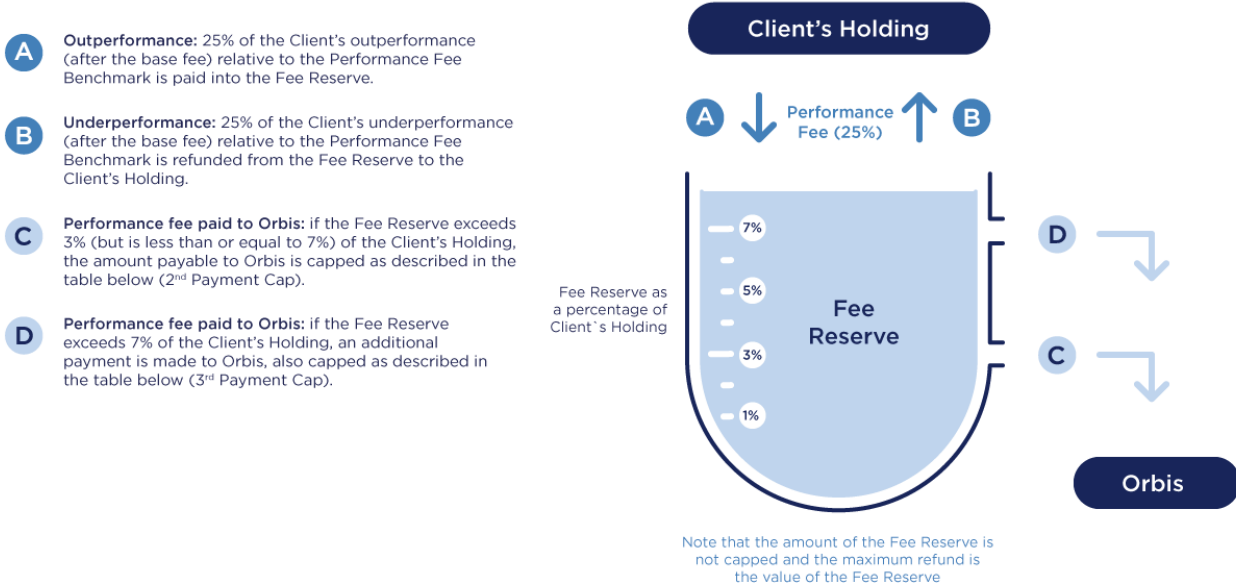 A
Outperformance: 25% of the Client's outperformance
(after the base fee) relative to the Performance Fee
Benchmark is paid into the Fee Reserve.
B
Underperformance: 25% of the Client's underperformance
(after the base fee) relative to the Performance Fee
Benchmark is refunded from the Fee Reserve to the
Client's Holding.
C
Performance fee paid to Orbis: if the Fee Reserve exceeds
3% (but is less than or equal to 7%) of the Client's Holding,
the amount payable to Orbis is capped as described in the
table below (2nd Payment Cap).
D
Performance fee paid to Orbis: if the Fee Reserve
exceeds 7% of the Client's Holding, an additional
payment is made to Orbis, also capped as described in
the table below (3rd Payment Cap).
Client's Holding
A
Performance
Fee (25%)
B
7%
5%
3%
1%
Fee Reserve as
a percentage of
Client`s Holding
Fee
Reserve
D
C
Orbis
Note that the amount of the Fee Reserve is
not capped and the maximum refund is
the value of the Fee Reserve